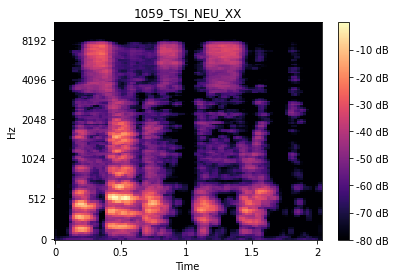 1059_TSI_NEU_XX
8192
4096
2048
1024
512
0
Hz
0
0.5
1
1.5
2
Time
-10 dB
-20 dB
-30 dB
-40 dB
-50 dB
-60 dB
-70 dB
-80 dB